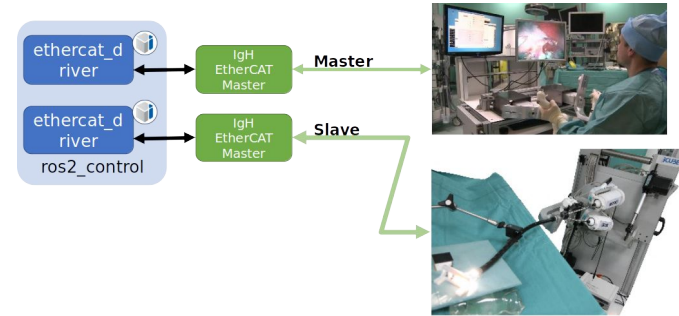 ethercat_d
river
IgH
EtherCAT
Master
Master
ethercat_d
river
IgH
EtherCAT
Master
Slave
ros2_control